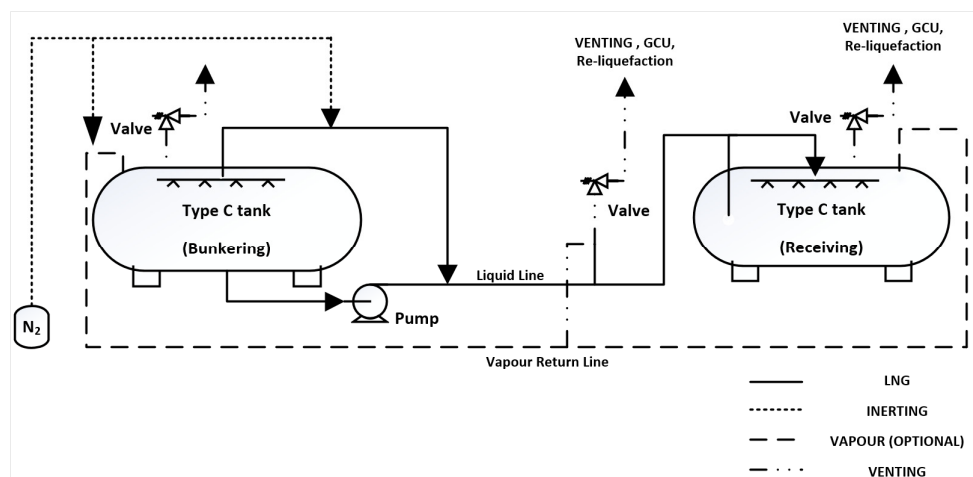 VENTING , GCU,
Re-liquefaction
VENTING , GCU,
Re-liquefaction
Valve
Valve
Valve
Type C tank
(Bunkering)
Type C tank
(Receiving)
Liquid Line
N2
Pump
Vapour Return Line
LNG
INERTING
VAPOUR (OPTIONAL)
VENTING